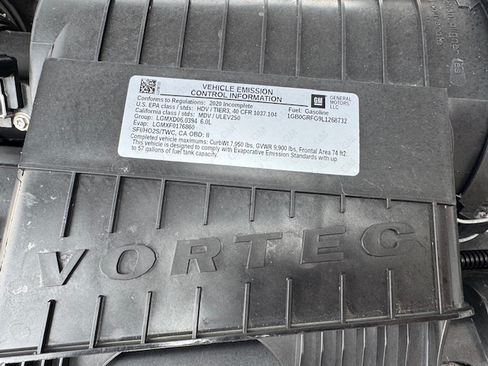 VEHICLE EMISSION
CONTROL INFORMATION
GM
GENERAL
MOTORS
LLC
Conforms to Regulations: 2020 Incomplete
Fuel: Gasoline
U.S. EPA class / stds: HDV / TIER3, 40 CFR 1037.104
California class / stds: MDV / ULEV250
Group: LGMXD06.0394 6.0L
Evap: LGMXF0176860
SFI/HO2S/TWC, CA OBD: II
Completed vehicle maximums: CurbWt 7,950 lbs, GVWR 9,900 lbs, Frontal Area 74 ft2.
This vehicle is designed to comply with Evaporative Emission Standards with up
to 57 gallons of fuel tank capacity.
VORTEC